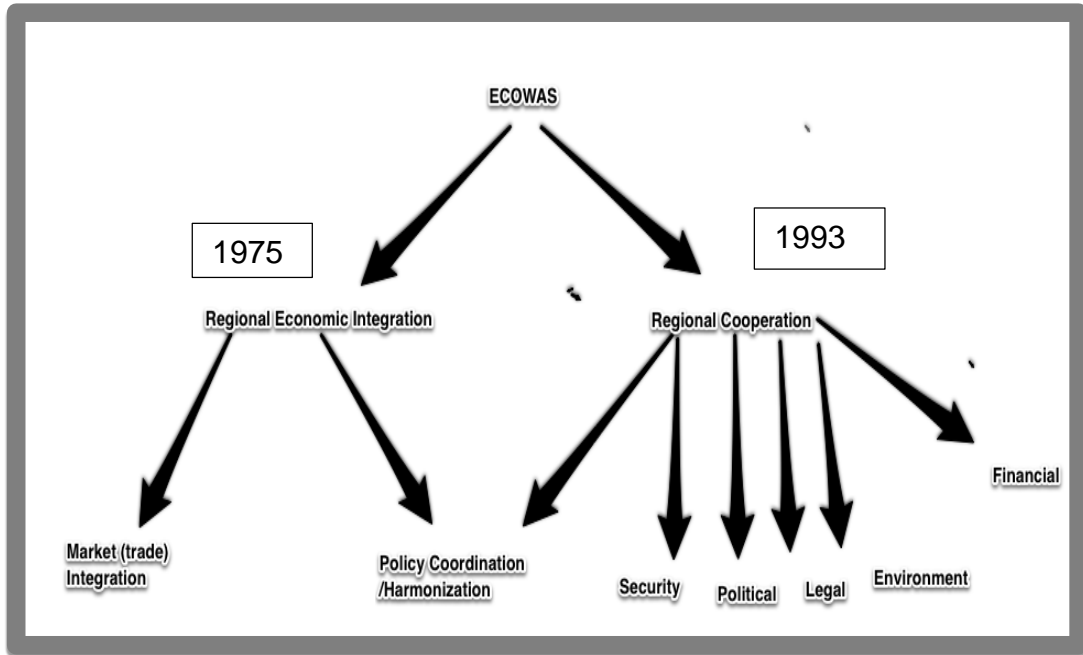 ECOWAS
1975
1993
Regional Economic Integration
Regional Cooperation
Financial
Market (trade)
Integration
Policy Coordination
/Harmonization
Security
Political
Legal
Environment